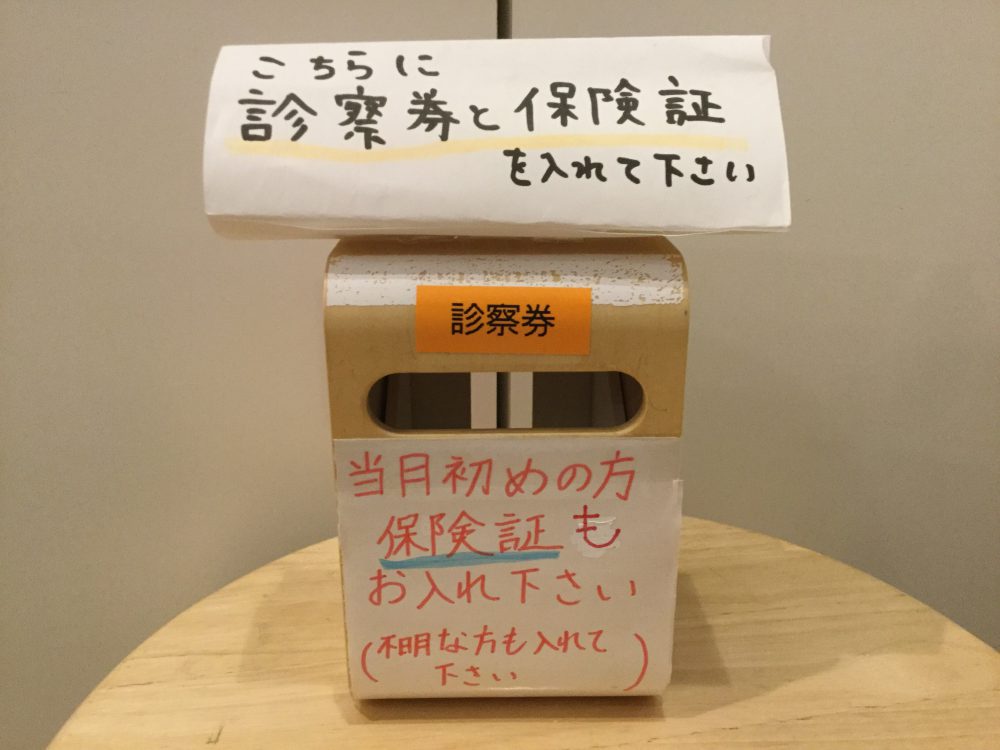 こちらに
診察券と保険証
を入れて下さい
診察券
当月初めの方
保険証も
お入れ下さい
(不明な方も入れて
下さい)